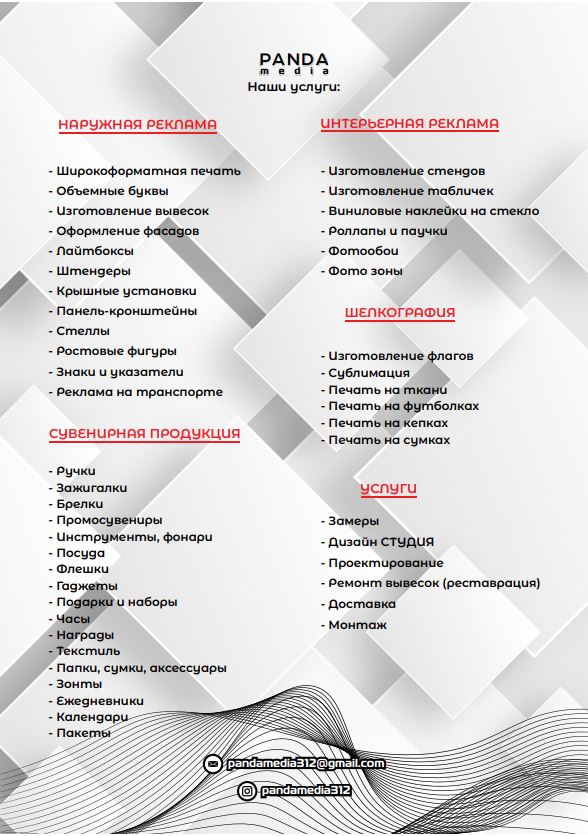 PANDA
media
Наши услуги:
НАРУЖНАЯ РЕКЛАМА
- Широкоформатная печать
- Объемные буквы
- Изготовление вывесок
- Оформление фасадов
- Лайтбоксы
- Штендеры
- Крышные установки
- Панель-кронштейны
- Стеллы
- Ростовые фигуры
- Знаки и указатели
- Реклама на транспорте
СУВЕНИРНАЯ ПРОДУКЦИЯ
- Ручки
- Зажигалки
- Брелки
- Промосувениры
- Инструменты, фонари
- Посуда
- Флешки
- Гаджеты
- Подарки и наборы
- Часы
- Награды
- Текстиль
- Папки, сумки, аксессуары
- Зонты
- Ежедневники
- Календари
- Пакеты
ИНТЕРЬЕРНАЯ РЕКЛАМА
- Изготовление стендов
- Изготовление табличек
- Виниловые наклейки на стекло
- Роллапы и паучки
- Фотообои
- Фото зоны
ШЕЛКОГРАФИЯ
- Изготовление флагов
- Сублимация
- Печать на ткани
- Печать на футболках
- Печать на кепках
- Печать на сумках
УСЛУГИ
- Замеры
- Дизайн СТУДИЯ
- Проектирование
- Ремонт вывесок (реставрация)
- Доставка
- Монтаж
pandamedia312@gmail.com
pandamedia312